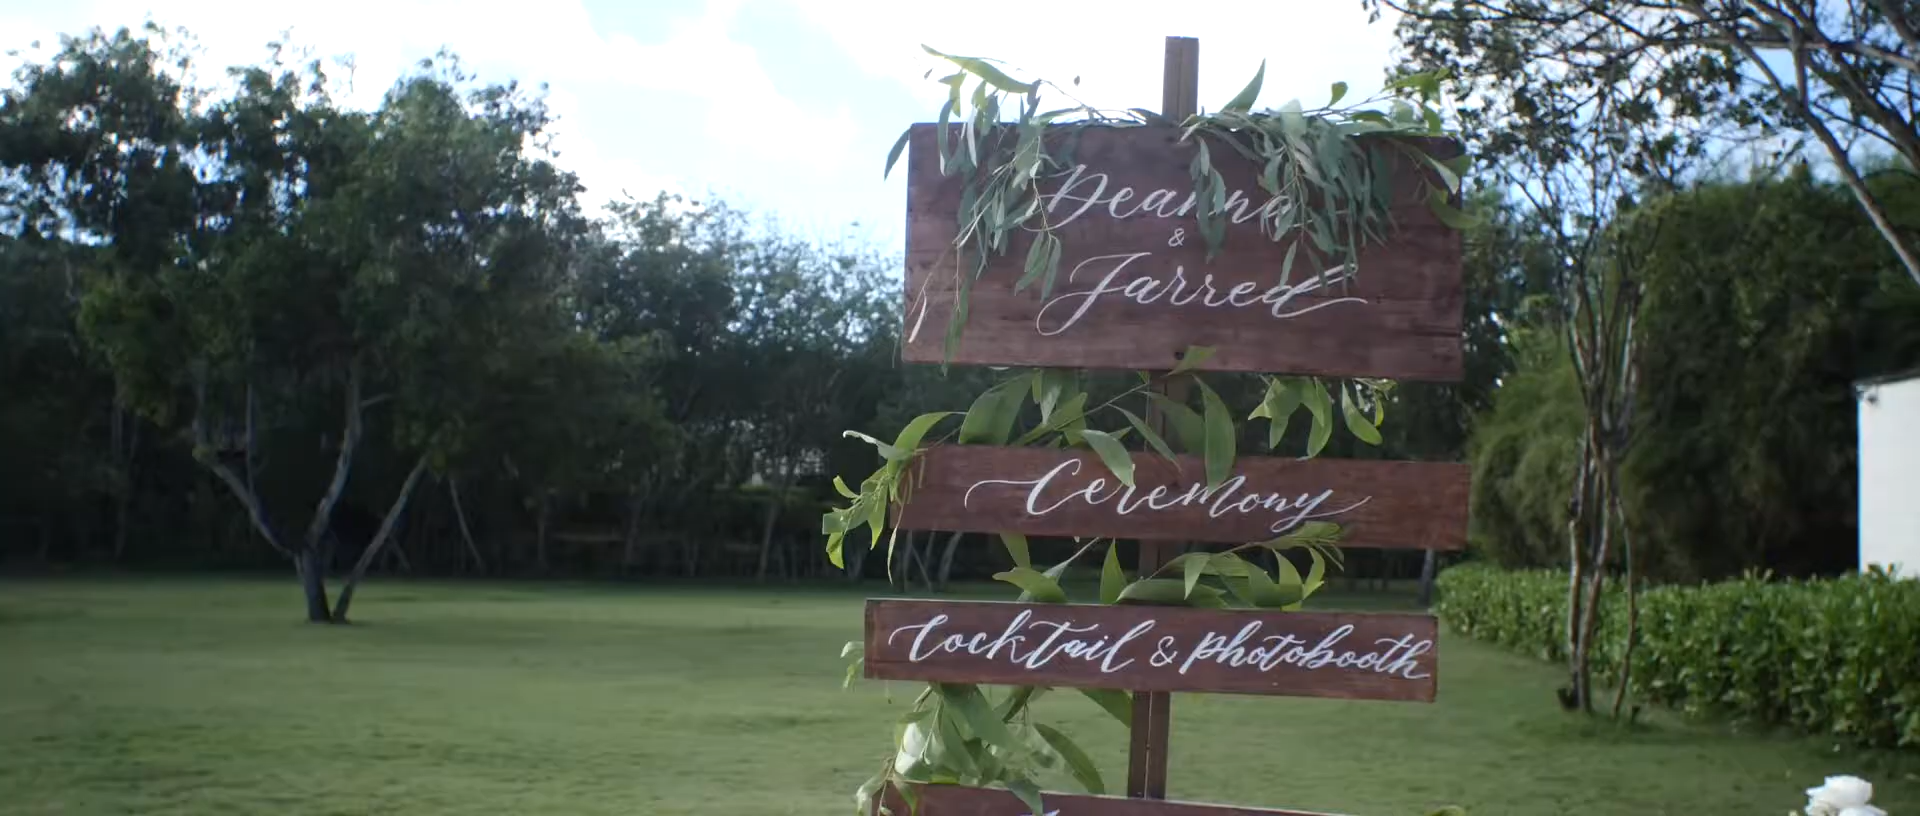 Deanna
&
Jarred
Ceremony
Cocktail & Photobooth